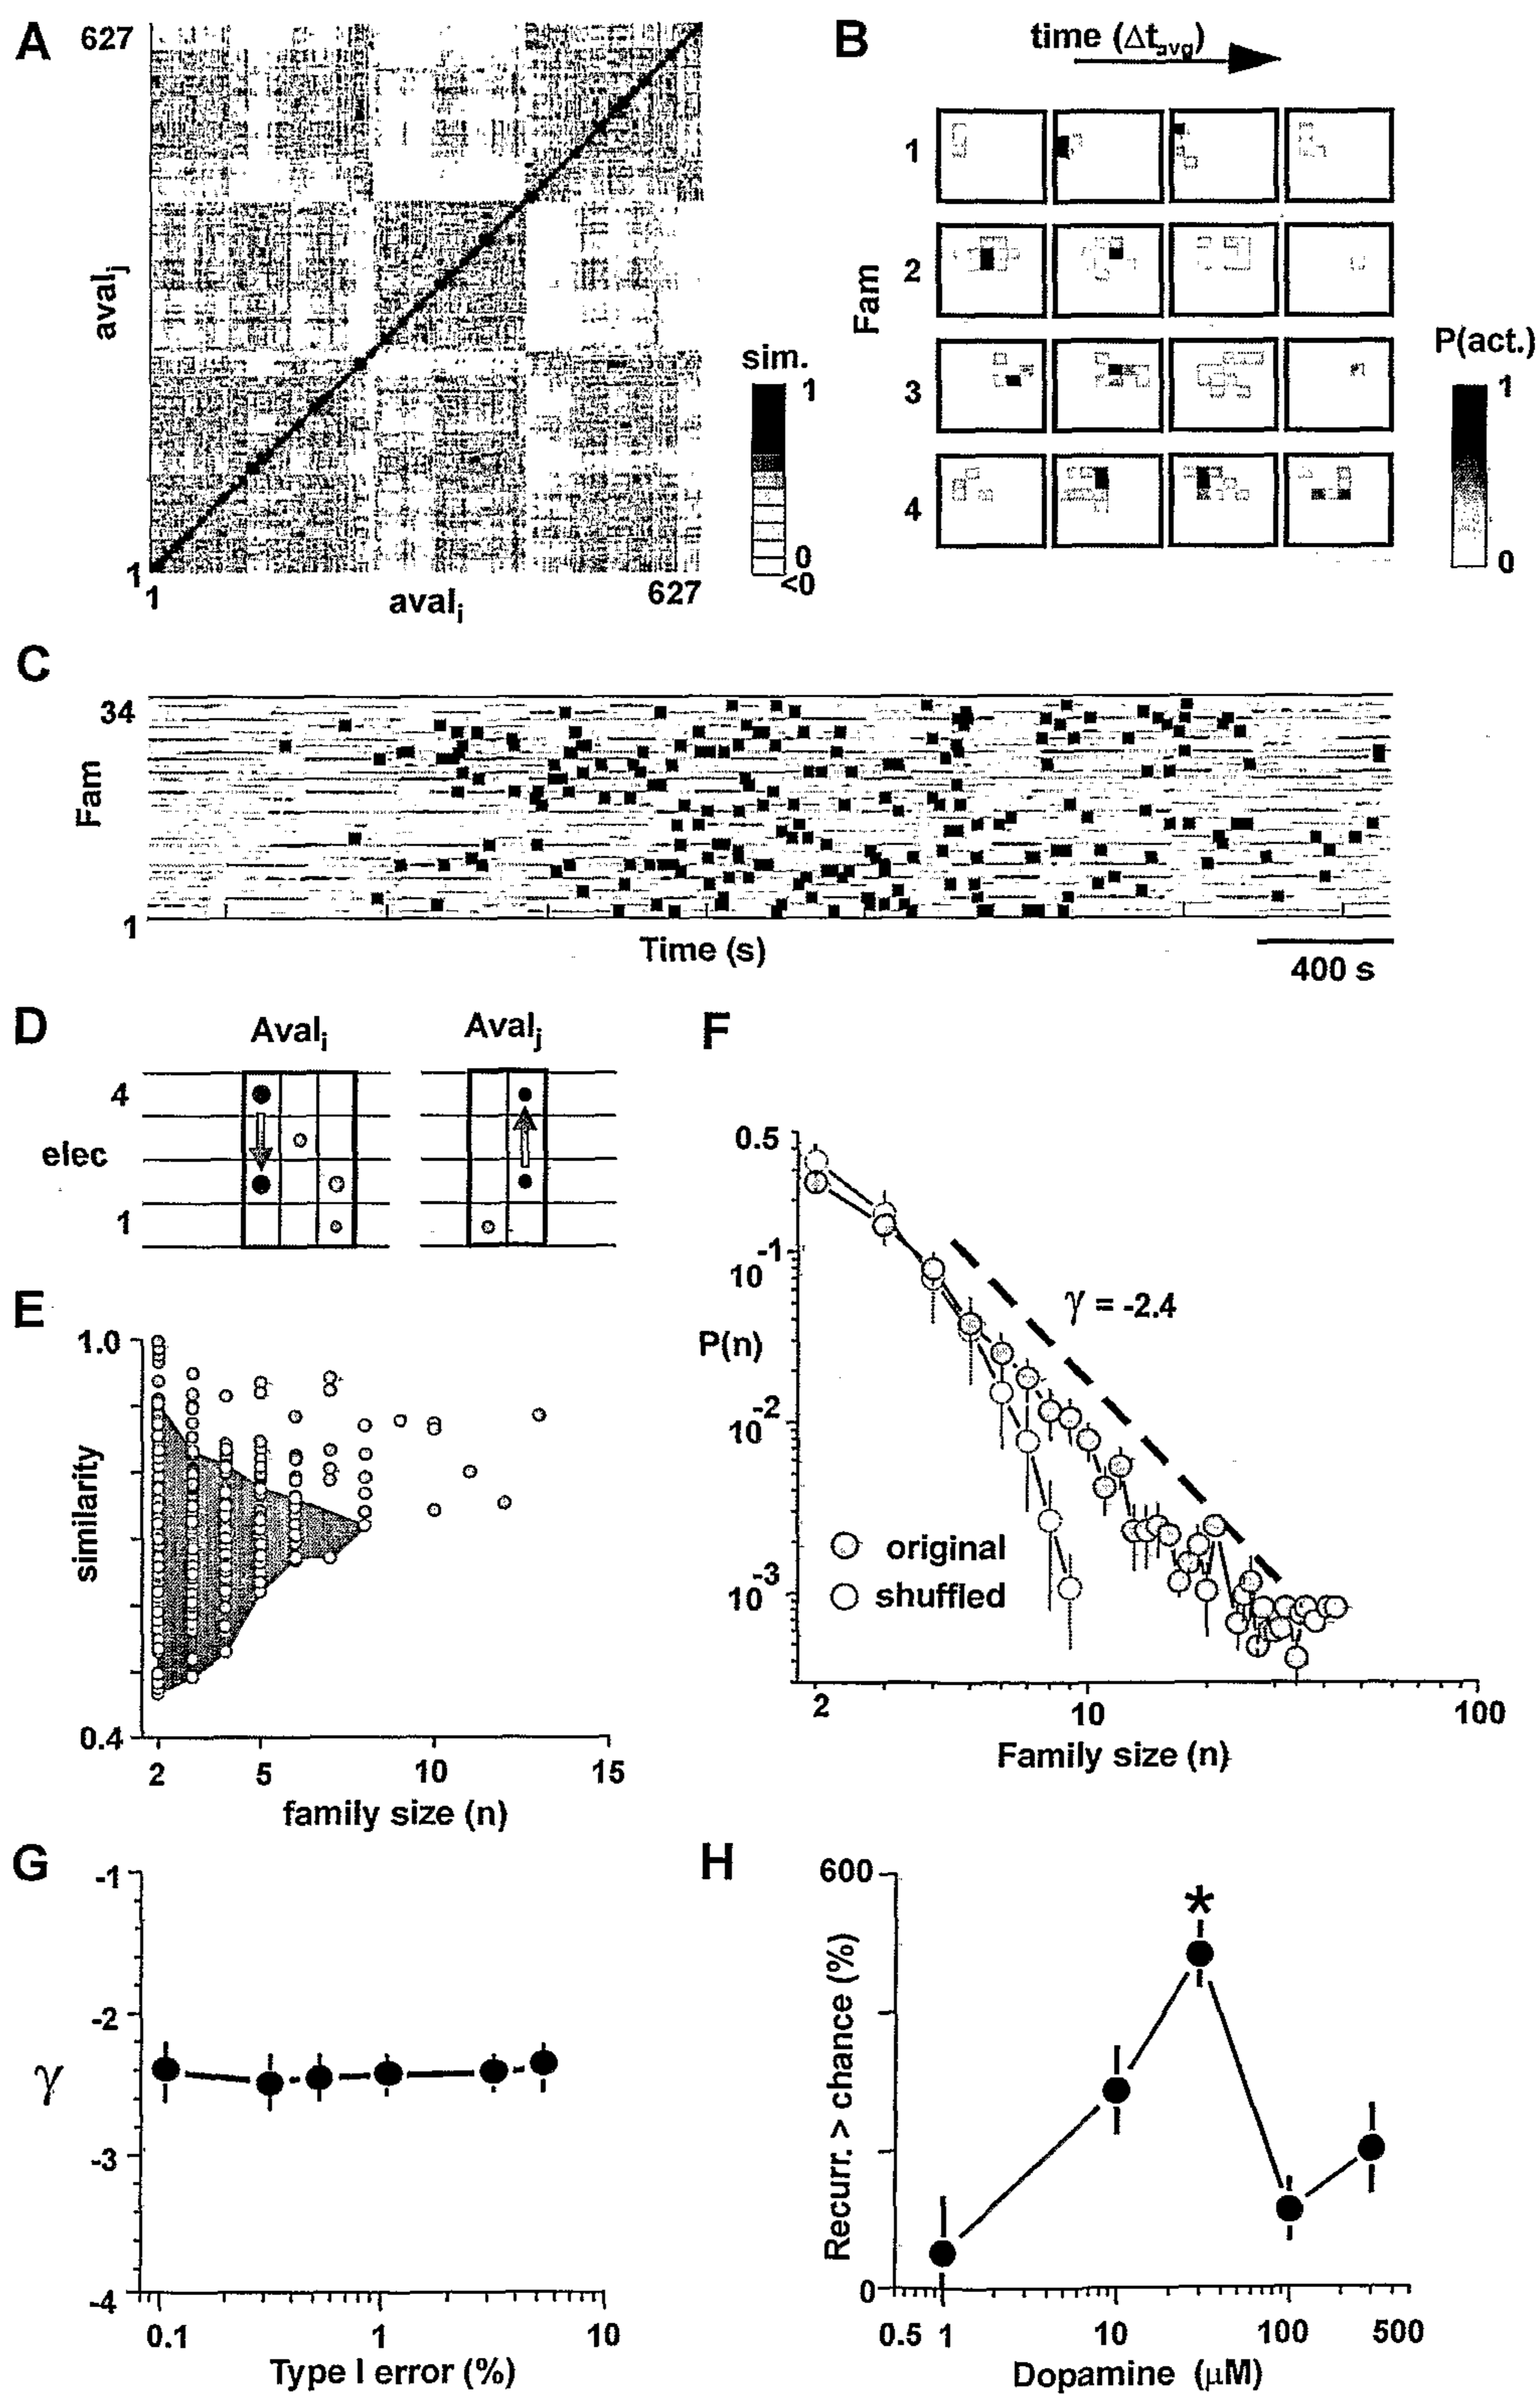 A
627
aval_j
1
1
aval_i
627
sim.
1
0
<0
B
time (Δt_avg)
Fam
1
2
3
4
P(act.)
1
0
C
34
Fam
1
Time (s)
400 s
D
Aval_i
Aval_j
4
elec
1
E
1.0
similarity
0.4
2
5
10
15
family size (n)
F
0.5
10^-1
P(n)
10^-2
10^-3
γ = -2.4
original
shuffled
2
10
100
Family size (n)
G
-1
-2
γ
-3
-4
0.1
1
10
Type I error (%)
H
600
*
Recurr. > chance (%)
0
0.5
1
10
100
500
Dopamine (μM)